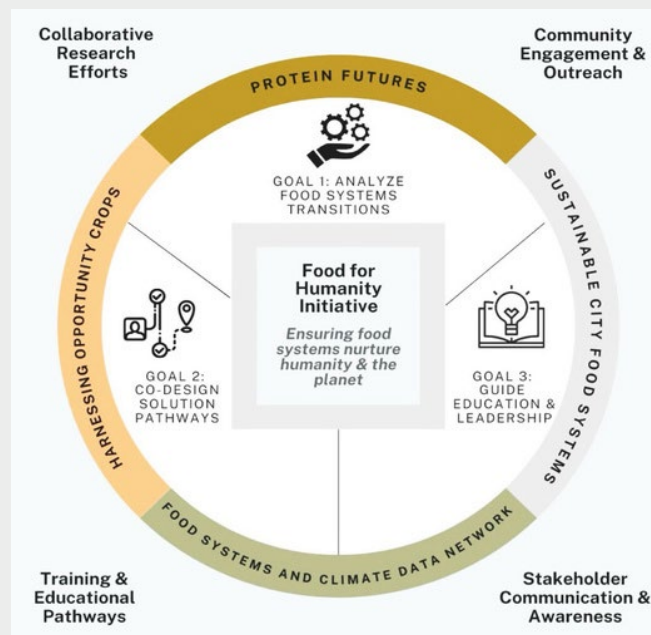 Collaborative
Research
Efforts
Community
Engagement &
Outreach
PROTEIN FUTURES
GOAL 1: ANALYZE
FOOD SYSTEMS
TRANSITIONS
HARNESSING OPPORTUNITY CROPS
SUSTAINABLE CITY FOOD SYSTEMS
Food for
Humanity
Initiative
Ensuring food
systems nurture
humanity & the
planet
GOAL 2:
CO-DESIGN
SOLUTION
PATHWAYS
GOAL 3:
GUIDE
EDUCATION &
LEADERSHIP
FOOD SYSTEMS AND CLIMATE DATA NETWORK
Training &
Educational
Pathways
Stakeholder
Communication &
Awareness